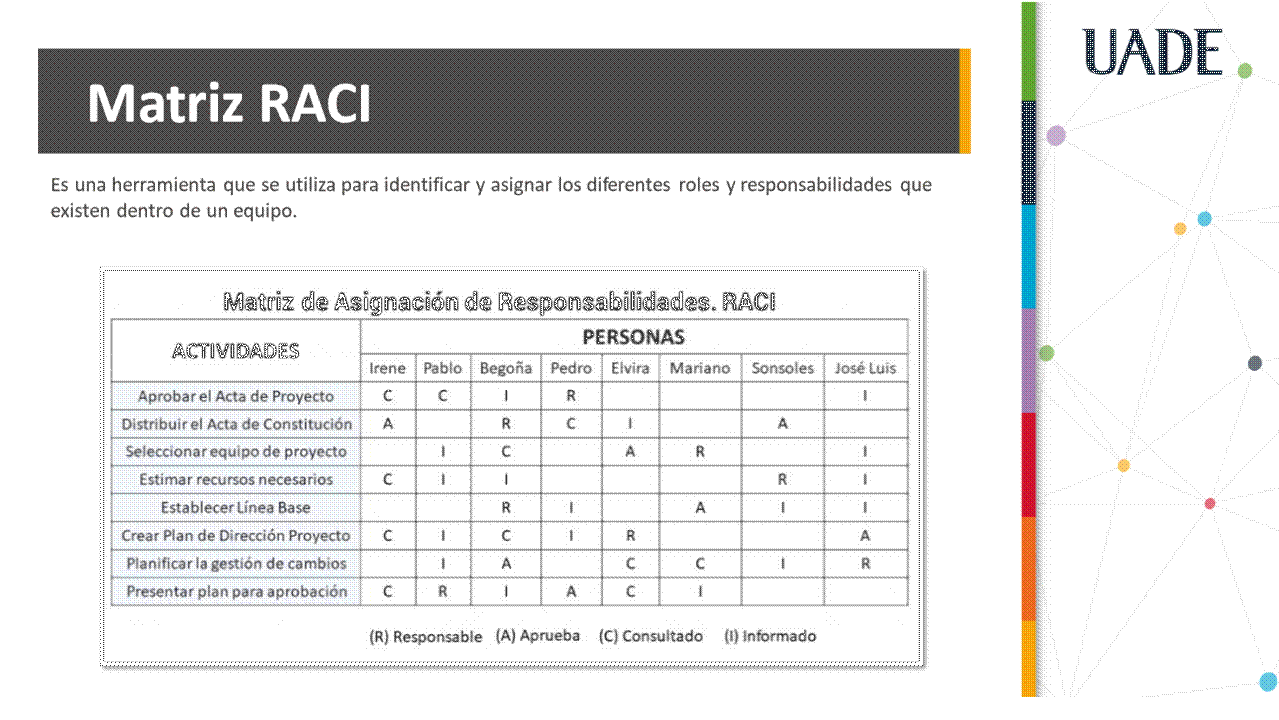 UADE
Matriz RACI
Es una herramienta que se utiliza para identificar y asignar los diferentes roles y responsabilidades que
existen dentro de un equipo.
Matriz de Asignación de Responsabilidades. RACI
ACTIVIDADES PERSONAS
Irene Pablo Begoña Pedro Elvira Mariano Sonsoles José Luis
Aprobar el Acta de Proyecto C C I R I
Distribuir el Acta de Constitución A R C I A
Seleccionar equipo de proyecto I C A R I
Estimar recursos necesarios C I I R I
Establecer Línea Base R I A I I
Crear Plan de Dirección Proyecto C I C I R A
Planificar la gestión de cambios I A C C I R
Presentar plan para aprobación C R I A C I
(R) Responsable (A) Aprueba (C) Consultado (I) Informado